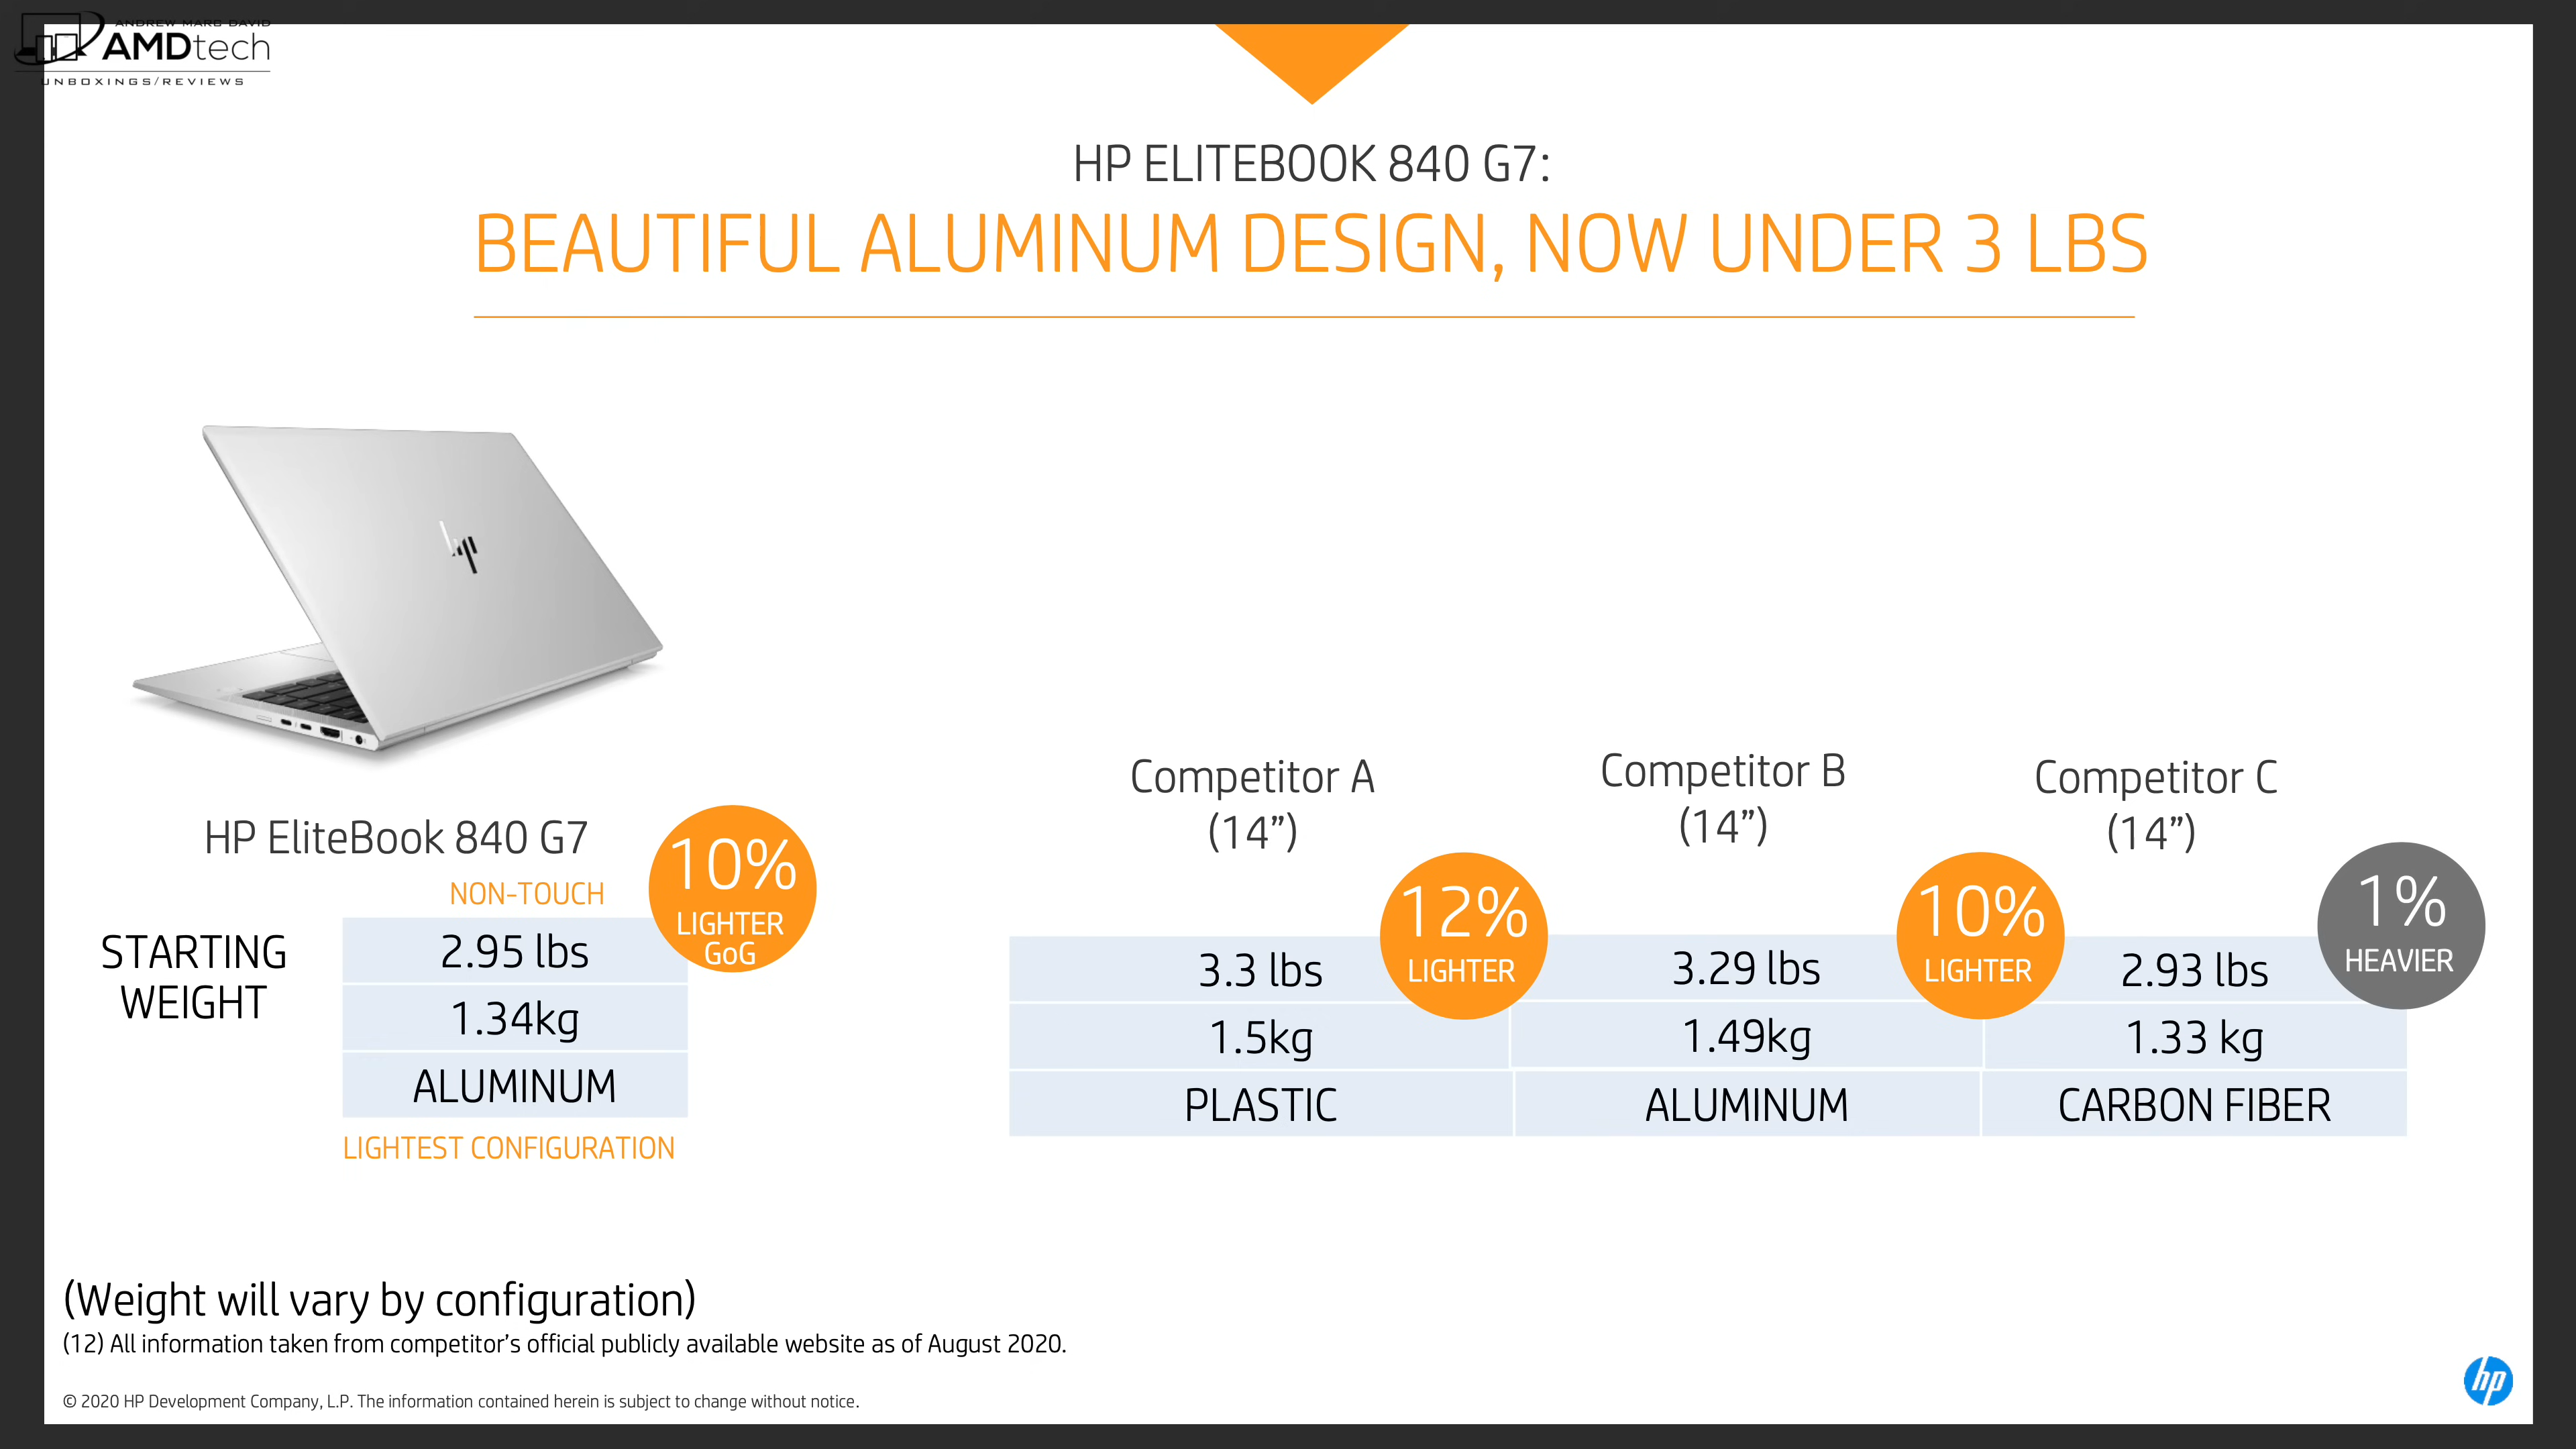 ANDREW MARC DAVID
AMDtech
UNBOXINGS/REVIEWS
HP ELITEBOOK 840 G7:
BEAUTIFUL ALUMINUM DESIGN, NOW UNDER 3 LBS
HP EliteBook 840 G7
NON-TOUCH
10%
LIGHTER
GoG
STARTING
WEIGHT
2.95 lbs
1.34kg
ALUMINUM
LIGHTEST CONFIGURATION
Competitor A
(14”)
12%
LIGHTER
3.3 lbs
1.5kg
PLASTIC
Competitor B
(14”)
10%
LIGHTER
3.29 lbs
1.49kg
ALUMINUM
Competitor C
(14”)
1%
HEAVIER
2.93 lbs
1.33 kg
CARBON FIBER
(Weight will vary by configuration)
(12) All information taken from competitor’s official publicly available website as of August 2020.
© 2020 HP Development Company, L.P. The information contained herein is subject to change without notice.
hp